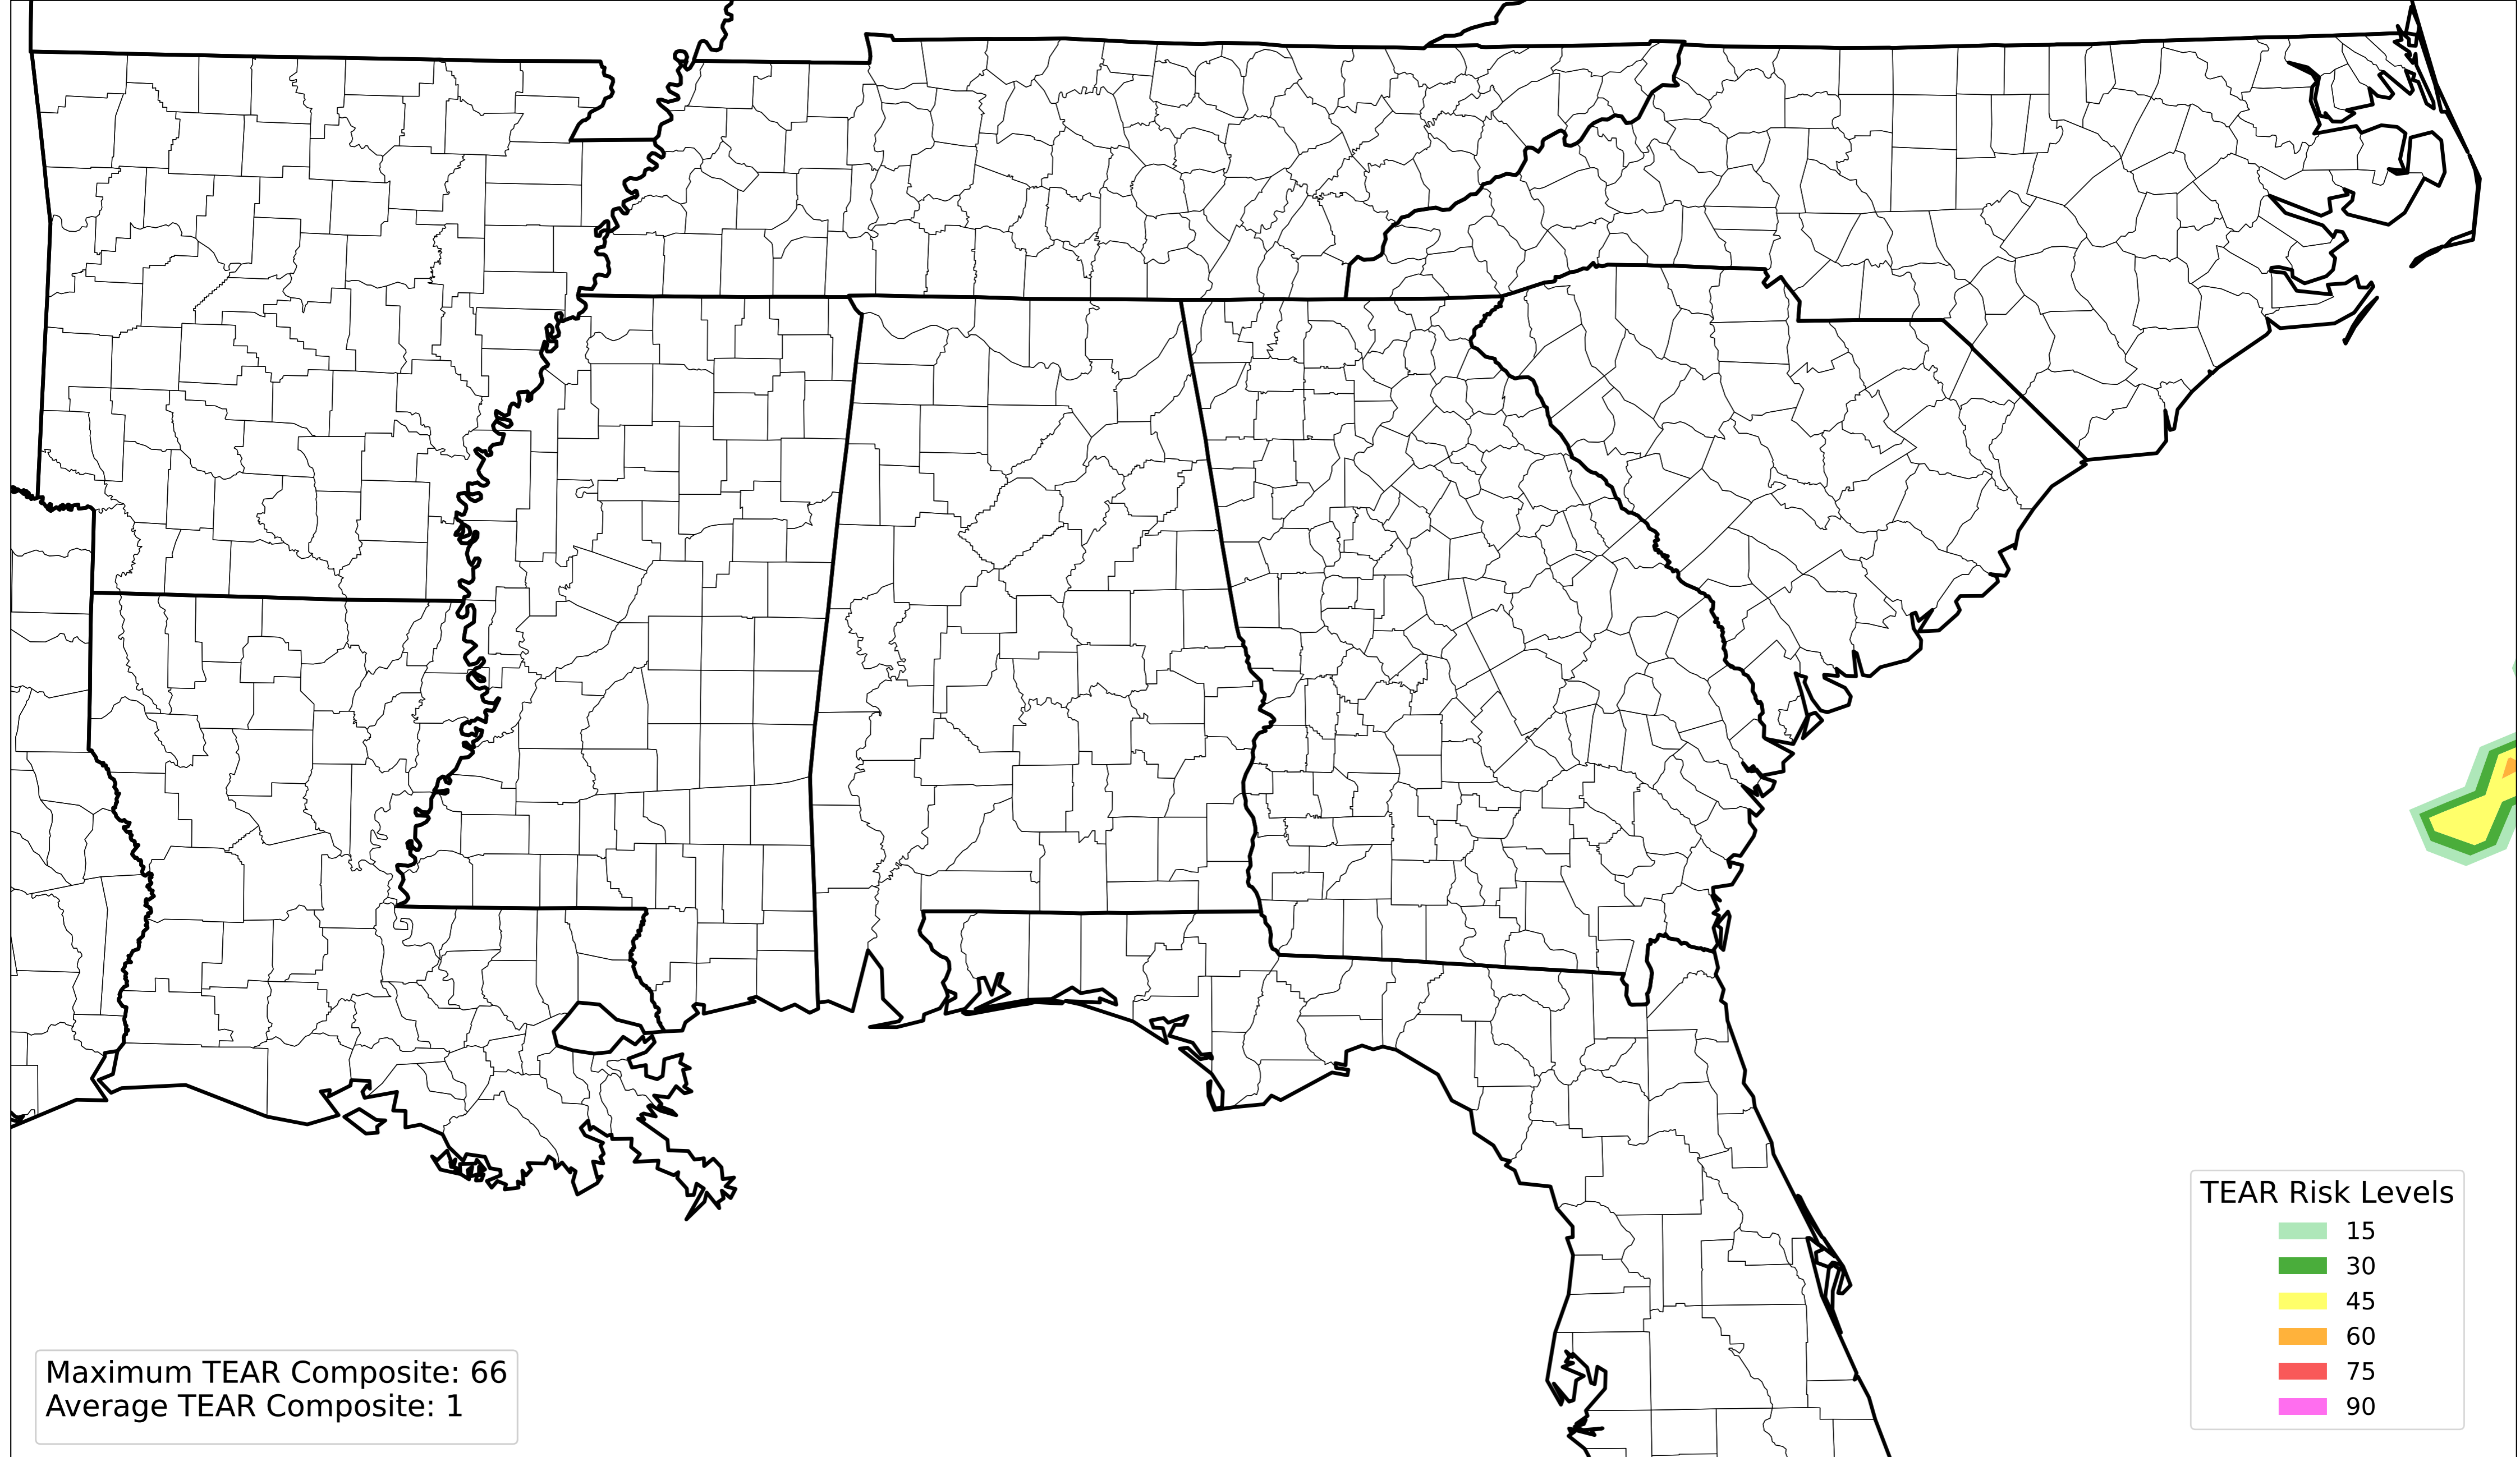 TEAR Risk Levels
15
30
45
60
75
90
Maximum TEAR Composite: 66
Average TEAR Composite: 1